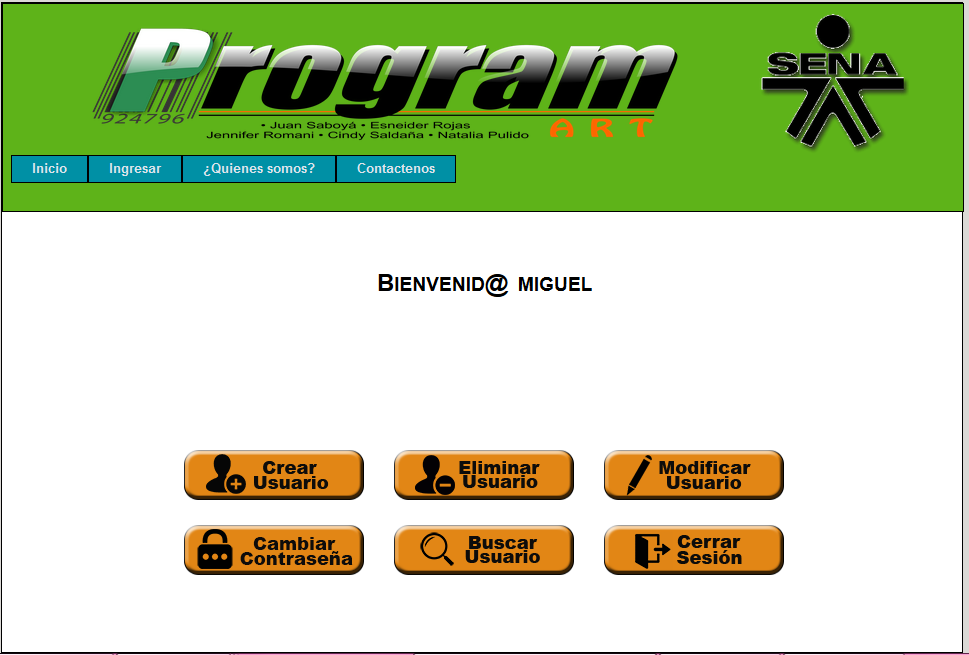 Program
924796
• Juan Saboyá • Esneider Rojas
Jennifer Romani • Cindy Saldaña • Natalia Pulido
ART
SENA
Inicio
Ingresar
¿Quienes somos?
Contactenos
BIENVENID@ MIGUEL
Crear
Usuario
Eliminar
Usuario
Modificar
Usuario
Cambiar
Contraseña
Buscar
Usuario
Cerrar
Sesión